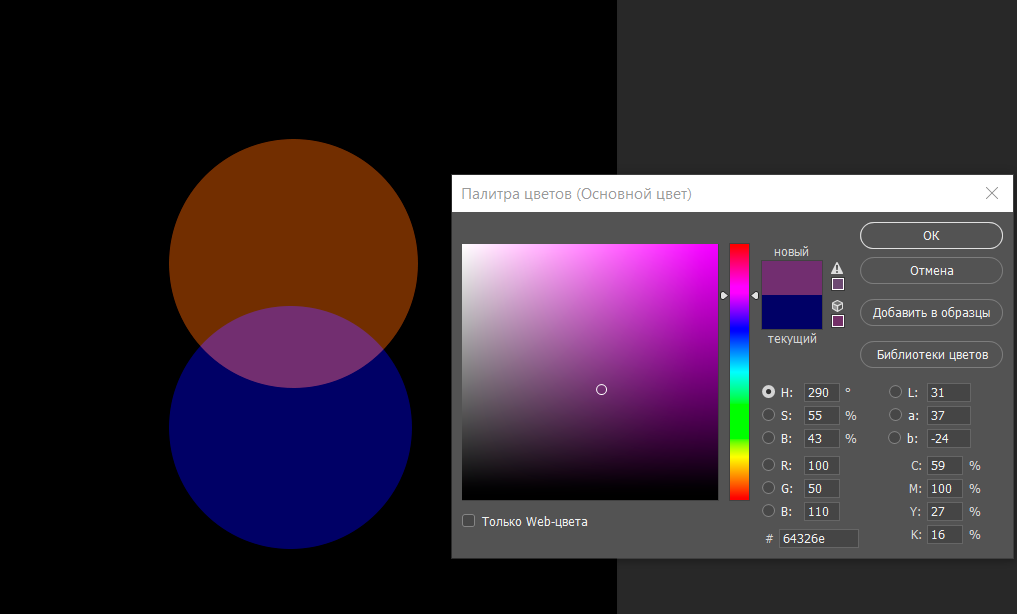 Палитра цветов (Основной цвет)
новый
текущий
ОК
Отмена
Добавить в образцы
Библиотеки цветов
H: 290 °
S: 55 %
B: 43 %
R: 100
G: 50
B: 110
# 64326e
L: 31
a: 37
b: -24
C: 59 %
M: 100 %
Y: 27 %
K: 16 %
Только Web-цвета